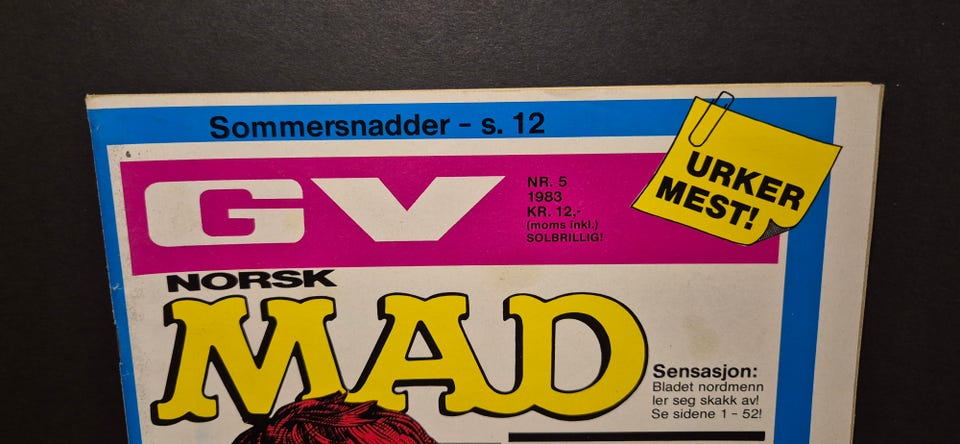 Sommersnadder - s. 12
GV
NR. 5
1983
KR. 12,-
(moms inkl.)
SOLBRILLIG!
URKER
MEST!
NORSK
MAD
Sensasjon:
Bladet nordmenn
ler seg skakk av!
Se sidene 1 - 52!